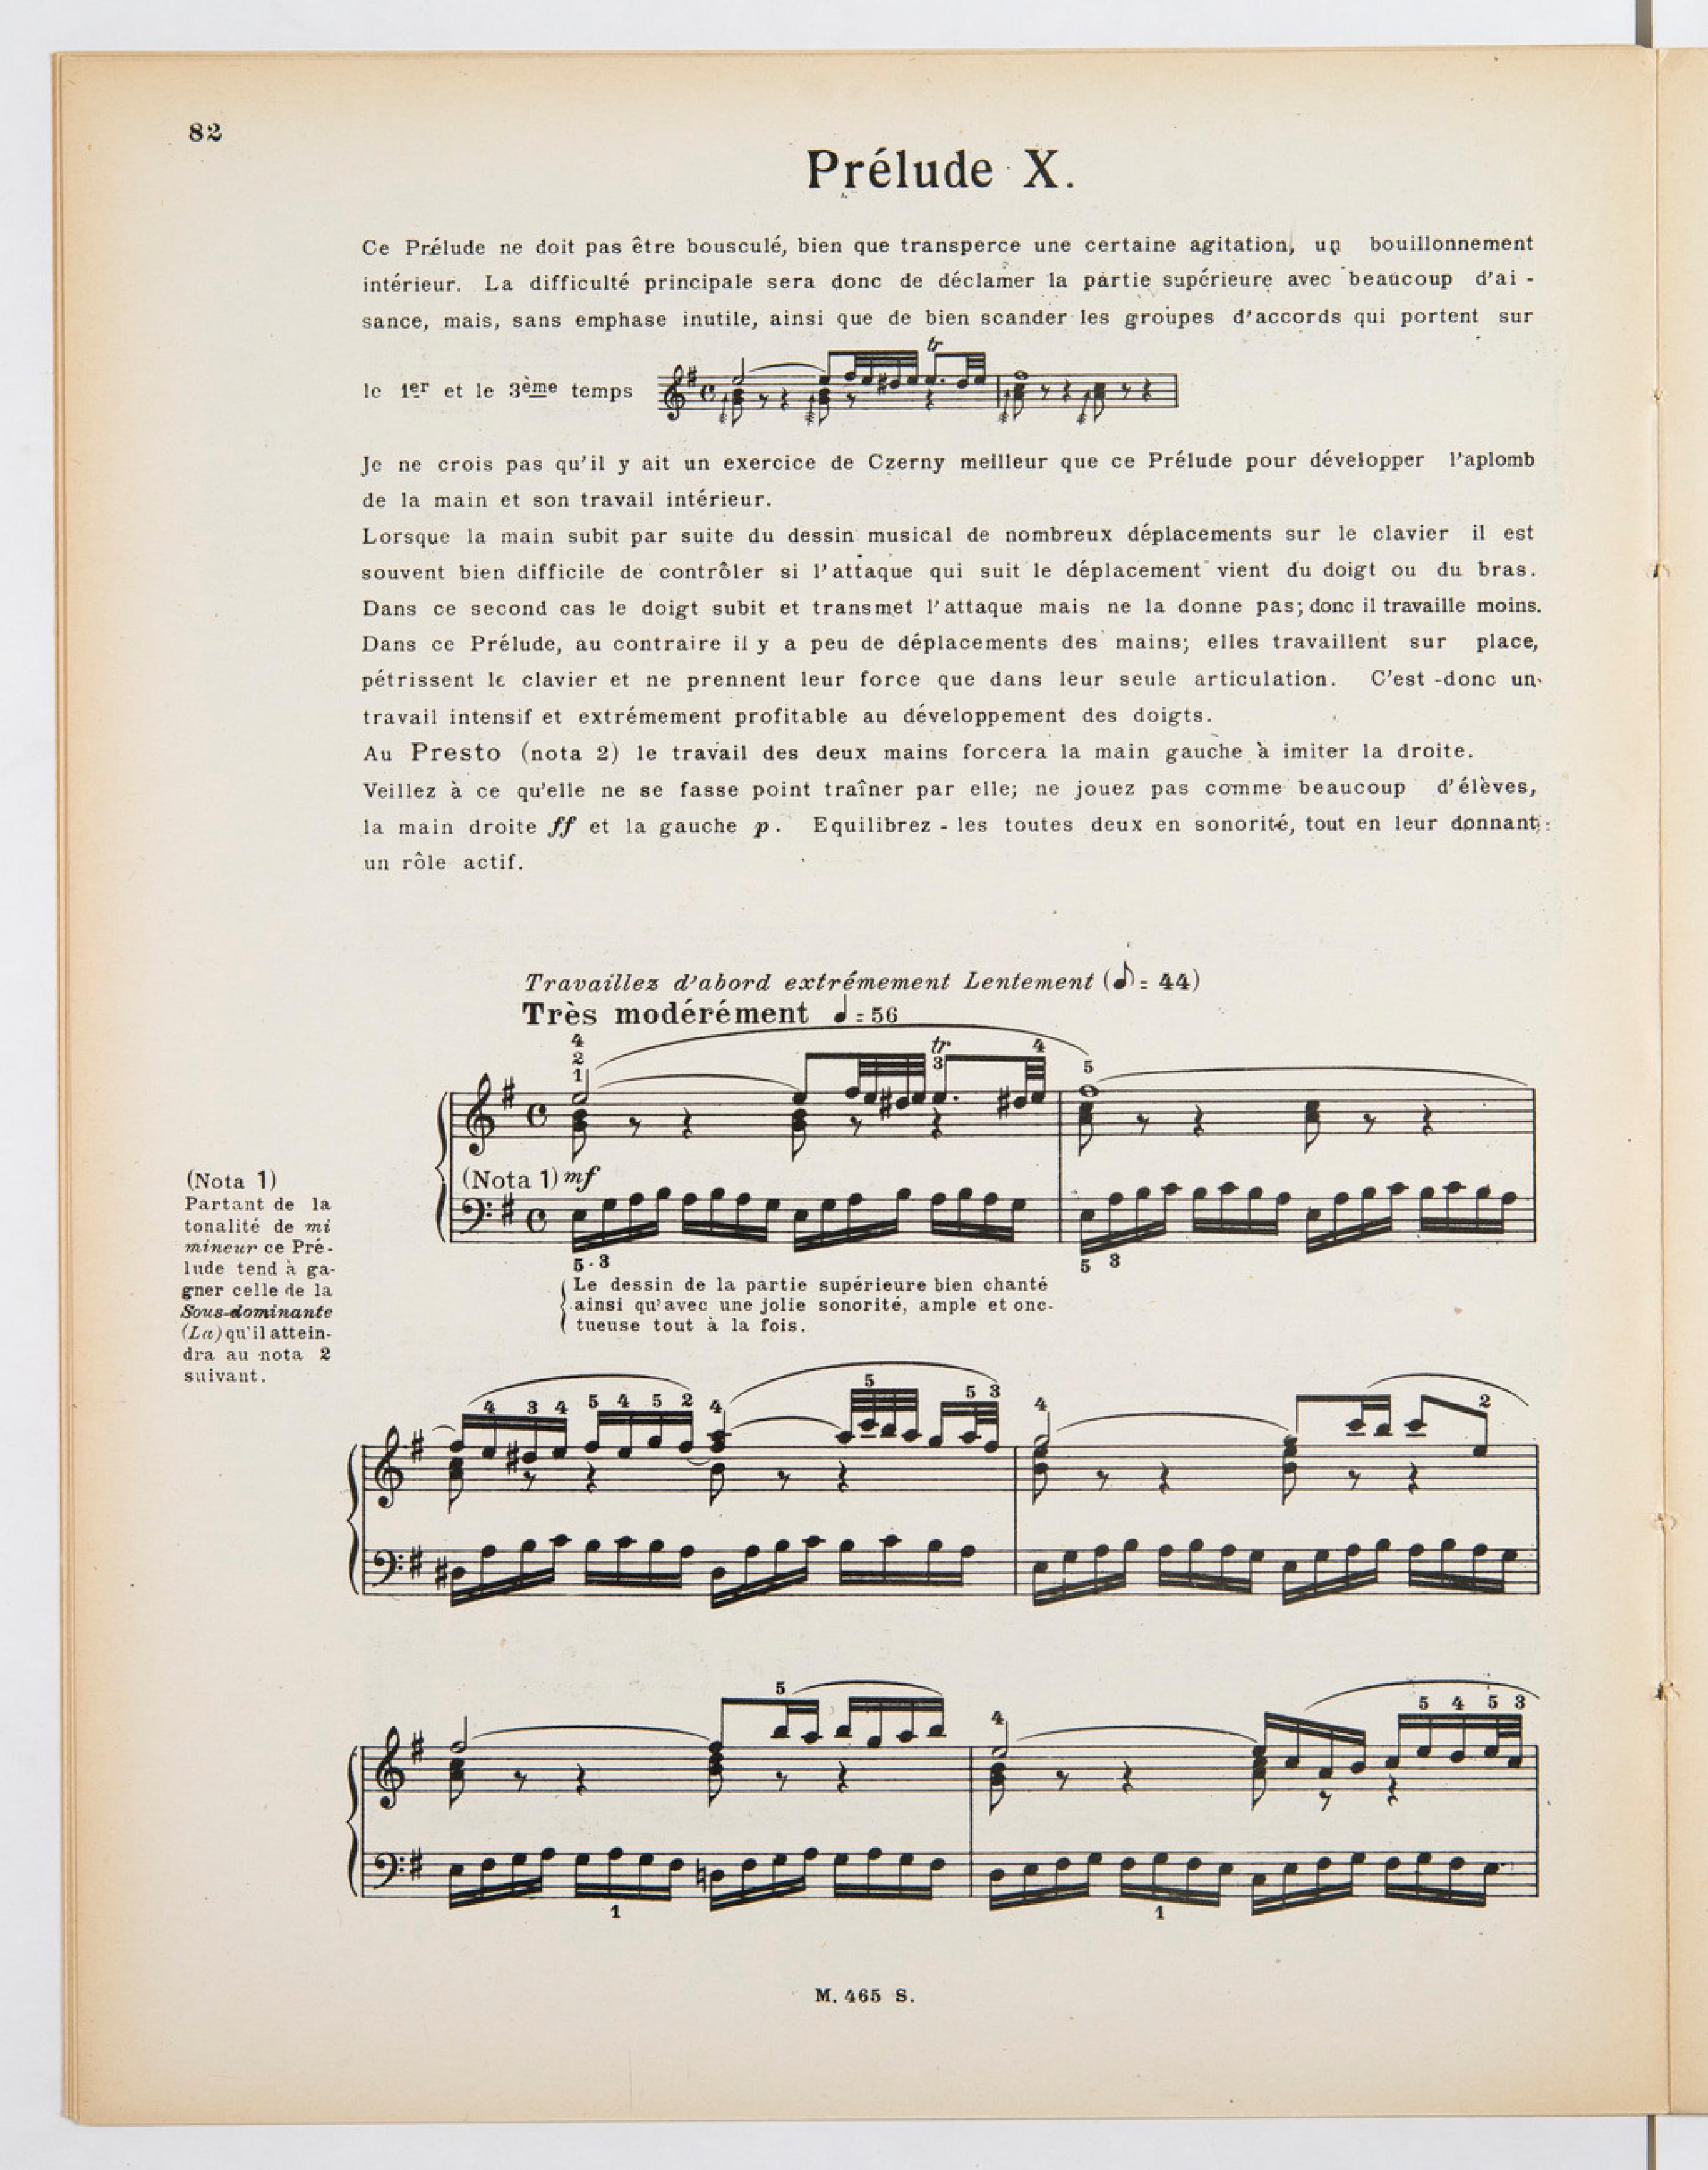 82
Prélude X.
Ce Prélude ne doit pas être bousculé, bien que transperce une certaine agitation, un bouillonnement
intérieur. La difficulté principale sera donc de déclamer la partie supérieure avec beaucoup d'ai -
sance, mais, sans emphase inutile, ainsi que de bien scander les groupes d'accords qui portent sur
le 1er et le 3ème temps
tr
Je ne crois pas qu'il y ait un exercice de Czerny meilleur que ce Prélude pour développer l'aplomb
de la main et son travail intérieur.
Lorsque la main subit par suite du dessin musical de nombreux déplacements sur le clavier il est
souvent bien difficile de contrôler si l'attaque qui suit le déplacement vient du doigt ou du bras.
Dans ce second cas le doigt subit et transmet l'attaque mais ne la donne pas; donc il travaille moins.
Dans ce Prélude, au contraire il y a peu de déplacements des mains; elles travaillent sur place,
pétrissent le clavier et ne prennent leur force que dans leur seule articulation. C'est -donc un
travail intensif et extrémement profitable au développement des doigts.
Au Presto (nota 2) le travail des deux mains forcera la main gauche à imiter la droite.
Veillez à ce qu'elle ne se fasse point traîner par elle; ne jouez pas comme beaucoup d'élèves,
la main droite ff et la gauche p. Equilibrez - les toutes deux en sonorité, tout en leur donnant
un rôle actif.
Travaillez d'abord extrémement Lentement (♪ = 44)
Très modérément ♩ = 56
4
2
1
tr
3
4
5
(Nota 1) mf
5 3
5 3
Le dessin de la partie supérieure bien chanté
ainsi qu'avec une jolie sonorité, ample et onc-
tueuse tout à la fois.
(Nota 1)
Partant de la
tonalité de mi
mineur ce Pré-
lude tend à ga-
gner celle de la
Sous-dominante
(La) qu'il attein-
dra au nota 2
suivant.
4 3 4 5 4 5 2 4 5 5 3 4 2
5 4 5 4 5 3
1 1
M. 465 S.